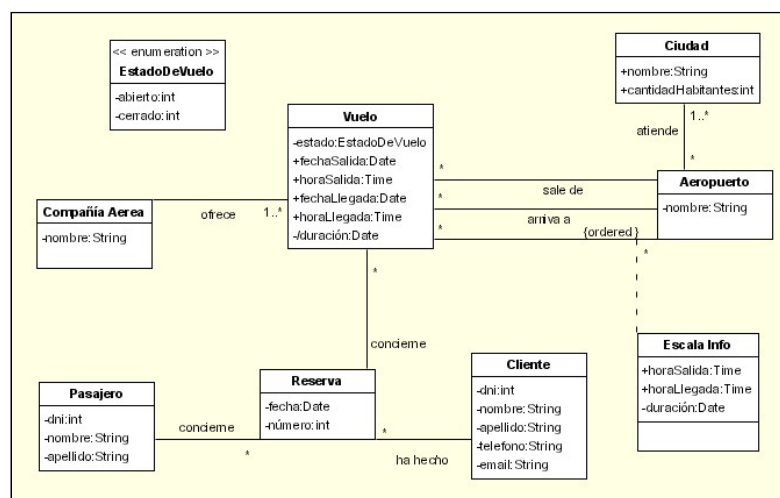 << enumeration >>
EstadoDeVuelo
-abierto:int
-cerrado:int
Ciudad
+nombre:String
+cantidadHabitantes:int
1..*
atiende
*
Vuelo
-estado:EstadoDeVuelo
+fechaSalida:Date
+horaSalida:Time
+fechaLlegada:Date
+horaLlegada:Time
-/duración:Date
*
sale de
*
arriva a
*
{ordered }
*
Aeropuerto
-nombre:String
Compañía Aerea
-nombre:String
ofrece
1..*
*
concierne
Escala Info
+horaSalida:Time
+horaLlegada:Time
-duración:Date
Pasajero
-dni:int
-nombre:String
-apellido:String
concierne
*
Reserva
-fecha:Date
-número:int
*
ha hecho
Cliente
-dni:int
-nombre:String
-apellido:String
-telefono:String
-email:String